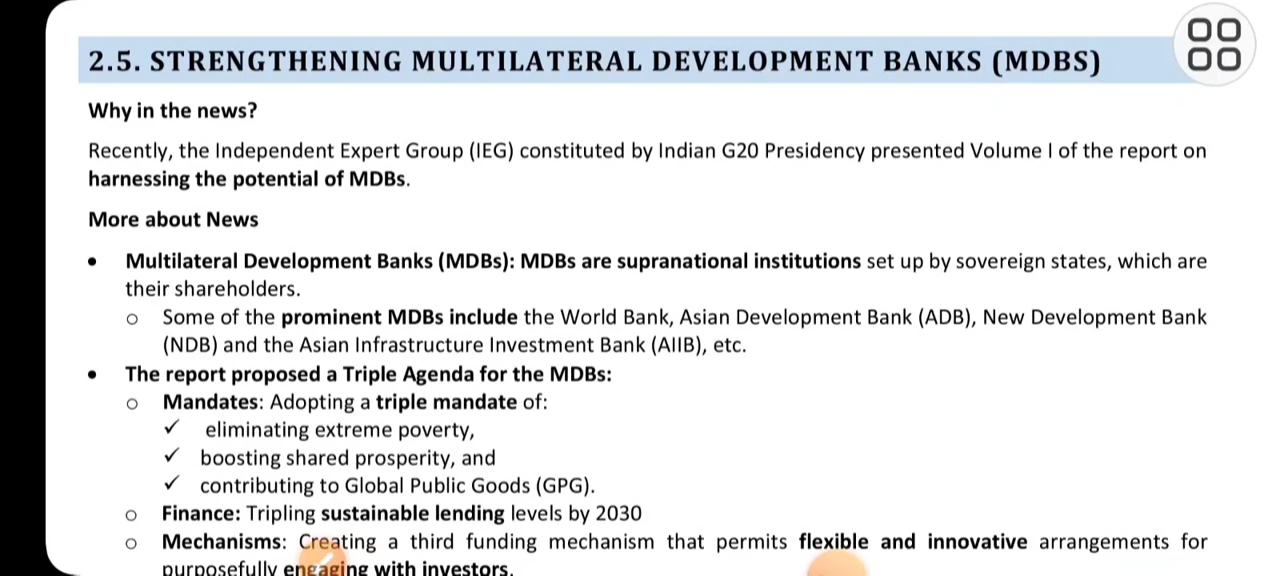 2.5. STRENGTHENING MULTILATERAL DEVELOPMENT BANKS (MDBS)
Why in the news?
Recently, the Independent Expert Group (IEG) constituted by Indian G20 Presidency presented Volume I of the report on
harnessing the potential of MDBs.
More about News
• Multilateral Development Banks (MDBs): MDBs are supranational institutions set up by sovereign states, which are
their shareholders.
o Some of the prominent MDBs include the World Bank, Asian Development Bank (ADB), New Development Bank
(NDB) and the Asian Infrastructure Investment Bank (AIIB), etc.
• The report proposed a Triple Agenda for the MDBs:
o Mandates: Adopting a triple mandate of:
✓ eliminating extreme poverty,
✓ boosting shared prosperity, and
✓ contributing to Global Public Goods (GPG).
o Finance: Tripling sustainable lending levels by 2030
o Mechanisms: Creating a third funding mechanism that permits flexible and innovative arrangements for
purposefully engaging with investors.